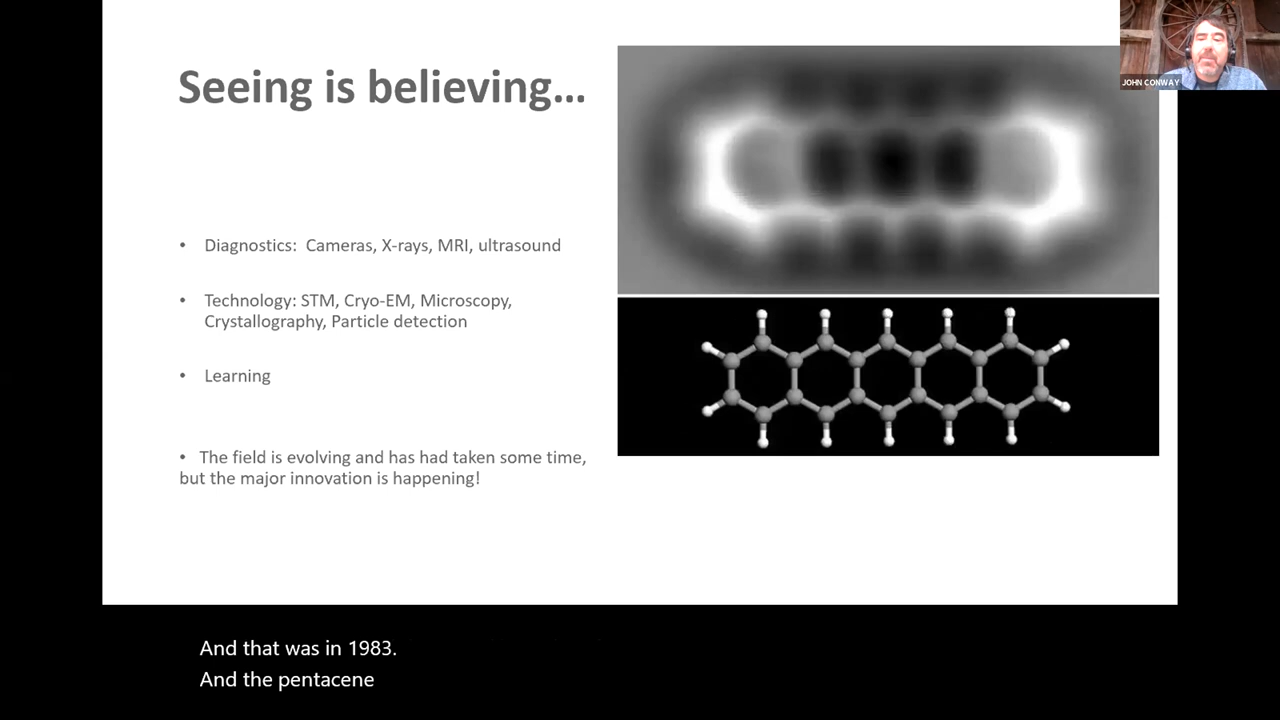 Seeing is believing...
JOHN CONWAY
• Diagnostics: Cameras, X-rays, MRI, ultrasound
• Technology: STM, Cryo-EM, Microscopy,
Crystallography, Particle detection
• Learning
• The field is evolving and has had taken some time,
but the major innovation is happening!
And that was in 1983.
And the pentacene